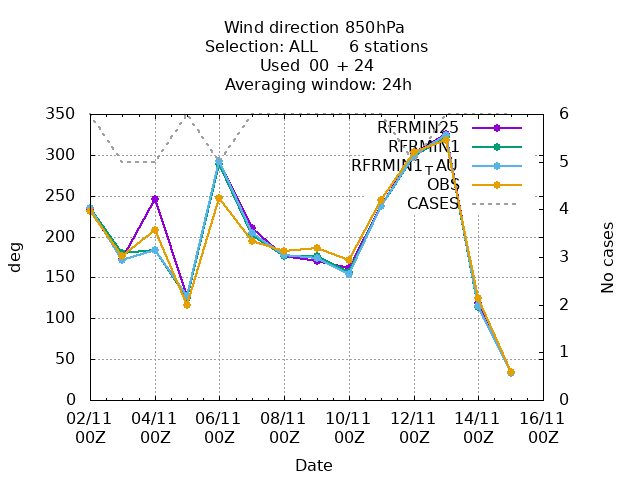 Wind direction 850hPa
Selection: ALL 6 stations
Used 00 + 24
Averaging window: 24h
350 6
300 5
250
200 4
150 3
100 2
50 1
0 0
RFRMIN25
RFRMIN1
RFRMIN1_AU
OBS
CASES
deg
No cases
02/11 04/11 06/11 08/11 10/11 12/11 14/11 16/11
00Z 00Z 00Z 00Z 00Z 00Z 00Z 00Z
Date